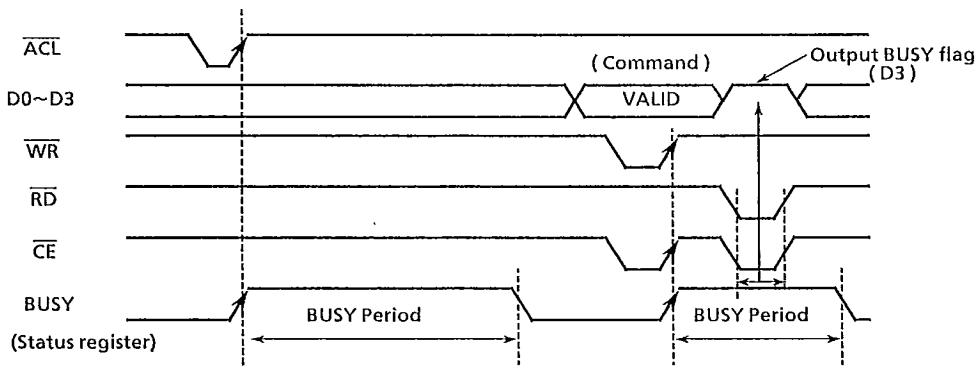 ACL
(Command)
Output BUSY flag
(D3)
D0~D3
VALID
WR
RD
CE
BUSY
BUSY Period
BUSY Period
(Status register)